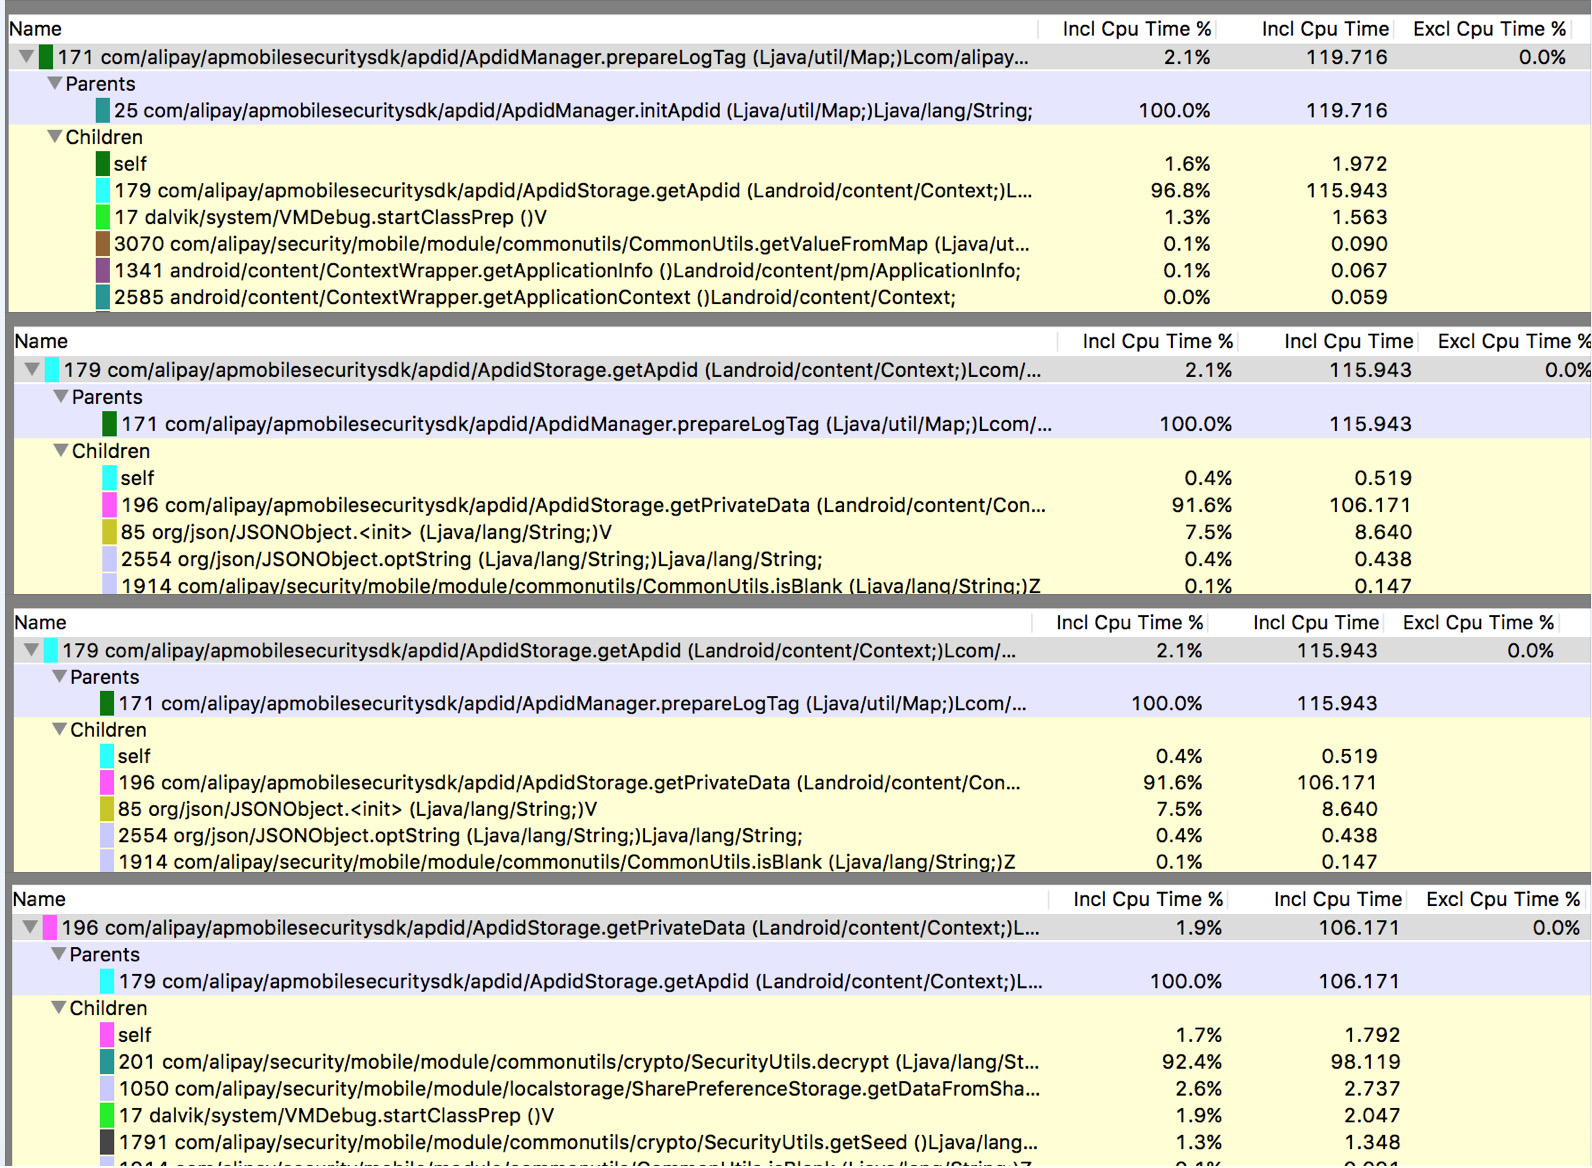 Name Incl Cpu Time % Incl Cpu Time Excl Cpu Time %
171 com/alipay/apmobilesecuritysdk/apdid/ApdidManager.prepareLogTag (Ljava/util/Map;)Lcom/alipay... 2.1% 119.716 0.0%
Parents
25 com/alipay/apmobilesecuritysdk/apdid/ApdidManager.initApdid (Ljava/util/Map;)Ljava/lang/String; 100.0% 119.716
Children
self 1.6% 1.972
179 com/alipay/apmobilesecuritysdk/apdid/ApdidStorage.getApdid (Landroid/content/Context;)L... 96.8% 115.943
17 dalvik/system/VMDebug.startClassPrep ()V 1.3% 1.563
3070 com/alipay/security/mobile/module/commonutils/CommonUtils.getValueFromMap (Ljava/ut... 0.1% 0.090
1341 android/content/ContextWrapper.getApplicationInfo ()Landroid/content/pm/ApplicationInfo; 0.1% 0.067
2585 android/content/ContextWrapper.getApplicationContext ()Landroid/content/Context; 0.0% 0.059
Name Incl Cpu Time % Incl Cpu Time Excl Cpu Time %
179 com/alipay/apmobilesecuritysdk/apdid/ApdidStorage.getApdid (Landroid/content/Context;)Lcom/... 2.1% 115.943 0.0%
Parents
171 com/alipay/apmobilesecuritysdk/apdid/ApdidManager.prepareLogTag (Ljava/util/Map;)Lcom/... 100.0% 115.943
Children
self 0.4% 0.519
196 com/alipay/apmobilesecuritysdk/apdid/ApdidStorage.getPrivateData (Landroid/content/Con... 91.6% 106.171
85 org/json/JSONObject.<init> (Ljava/lang/String;)V 7.5% 8.640
2554 org/json/JSONObject.optString (Ljava/lang/String;)Ljava/lang/String; 0.4% 0.438
1914 com/alipay/security/mobile/module/commonutils/CommonUtils.isBlank (Ljava/lang/String;)Z 0.1% 0.147
Name Incl Cpu Time % Incl Cpu Time Excl Cpu Time %
179 com/alipay/apmobilesecuritysdk/apdid/ApdidStorage.getApdid (Landroid/content/Context;)Lcom/... 2.1% 115.943 0.0%
Parents
171 com/alipay/apmobilesecuritysdk/apdid/ApdidManager.prepareLogTag (Ljava/util/Map;)Lcom/... 100.0% 115.943
Children
self 0.4% 0.519
196 com/alipay/apmobilesecuritysdk/apdid/ApdidStorage.getPrivateData (Landroid/content/Con... 91.6% 106.171
85 org/json/JSONObject.<init> (Ljava/lang/String;)V 7.5% 8.640
2554 org/json/JSONObject.optString (Ljava/lang/String;)Ljava/lang/String; 0.4% 0.438
1914 com/alipay/security/mobile/module/commonutils/CommonUtils.isBlank (Ljava/lang/String;)Z 0.1% 0.147
Name Incl Cpu Time % Incl Cpu Time Excl Cpu Time %
196 com/alipay/apmobilesecuritysdk/apdid/ApdidStorage.getPrivateData (Landroid/content/Context;)L... 1.9% 106.171 0.0%
Parents
179 com/alipay/apmobilesecuritysdk/apdid/ApdidStorage.getApdid (Landroid/content/Context;)L... 100.0% 106.171
Children
self 1.7% 1.792
201 com/alipay/security/mobile/module/commonutils/crypto/SecurityUtils.decrypt (Ljava/lang/St... 92.4% 98.119
1050 com/alipay/security/mobile/module/localstorage/SharePreferenceStorage.getDataFromSha... 2.6% 2.737
17 dalvik/system/VMDebug.startClassPrep ()V 1.9% 2.047
1791 com/alipay/security/mobile/module/commonutils/crypto/SecurityUtils.getSeed ()Ljava/lang... 1.3% 1.348